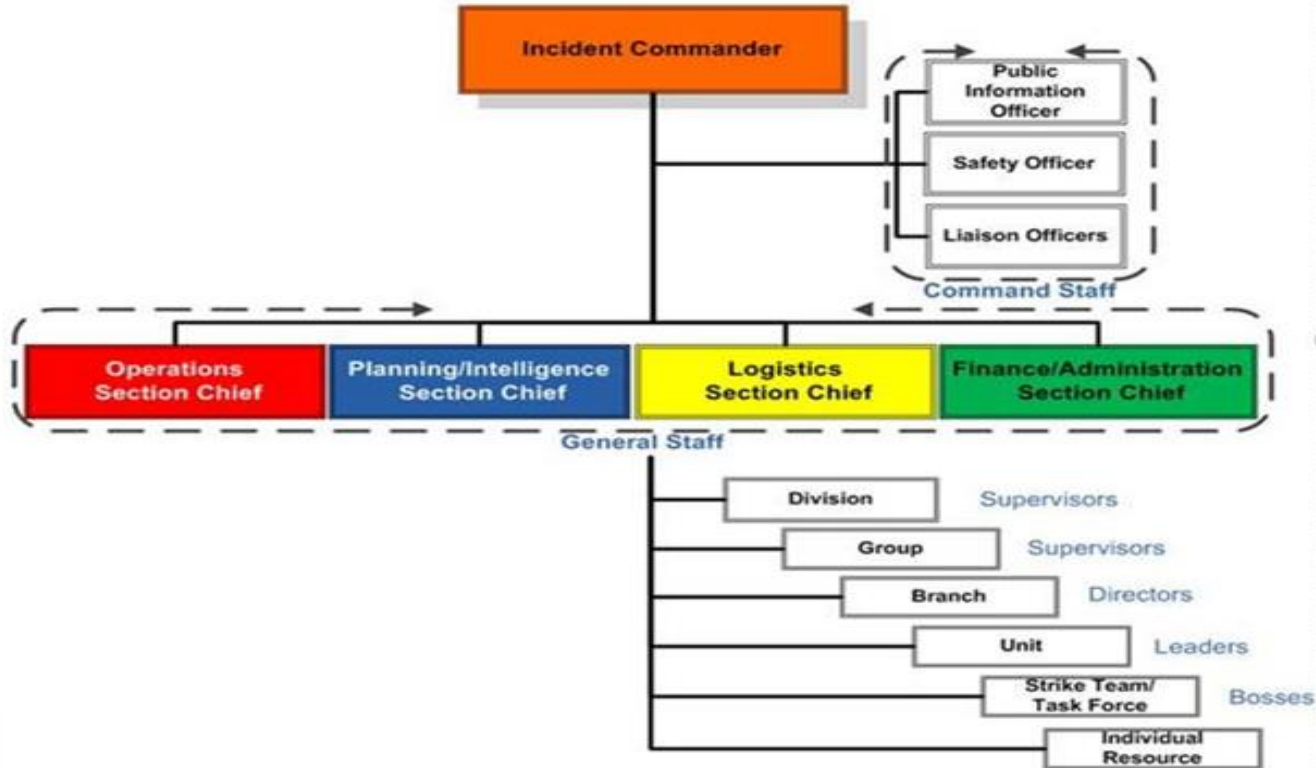 Incident Commander
Public
Information
Officer
Safety Officer
Liaison Officers
Command Staff
Operations
Section Chief
Planning/Intelligence
Section Chief
Logistics
Section Chief
Finance/Administration
Section Chief
General Staff
Division
Supervisors
Group
Supervisors
Branch
Directors
Unit
Leaders
Strike Team/
Task Force
Bosses
Individual
Resource